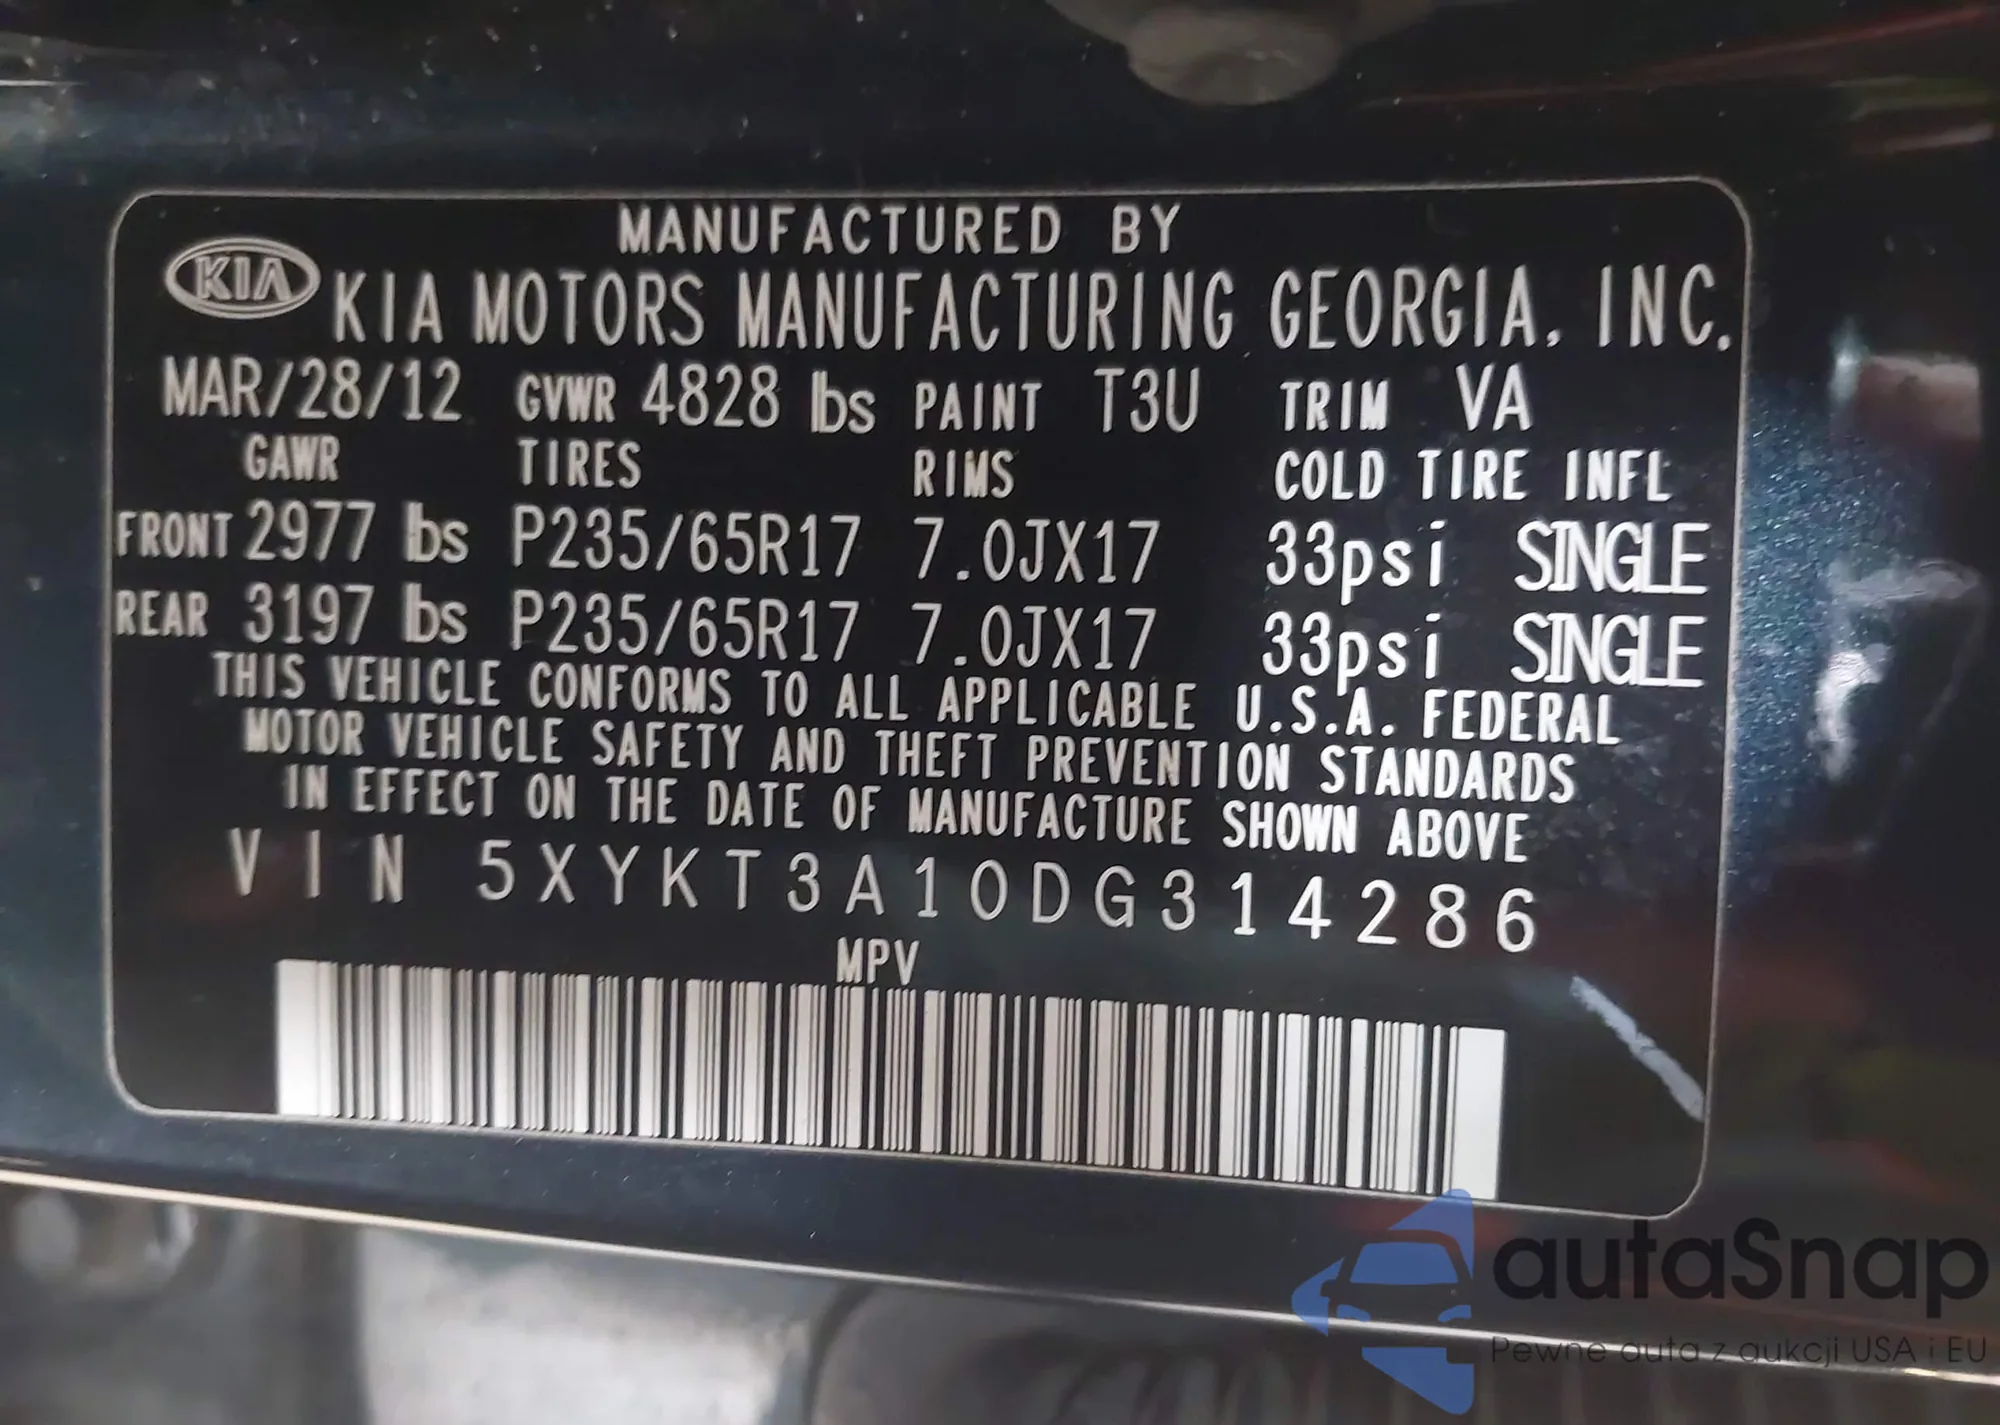 MANUFACTURED BY
KIA KIA MOTORS MANUFACTURING GEORGIA, INC.
MAR/28/12 GVWR 4828 lbs PAINT T3U TRIM VA
GAWR TIRES RIMS COLD TIRE INFL
FRONT 2977 lbs P235/65R17 7.0JX17 33psi SINGLE
REAR 3197 lbs P235/65R17 7.0JX17 33psi SINGLE
THIS VEHICLE CONFORMS TO ALL APPLICABLE U.S.A. FEDERAL
MOTOR VEHICLE SAFETY AND THEFT PREVENTION STANDARDS
IN EFFECT ON THE DATE OF MANUFACTURE SHOWN ABOVE
VIN 5XYKT3A10DG314286
MPV
autaSnap
Pewne auta z aukcji USA i EU